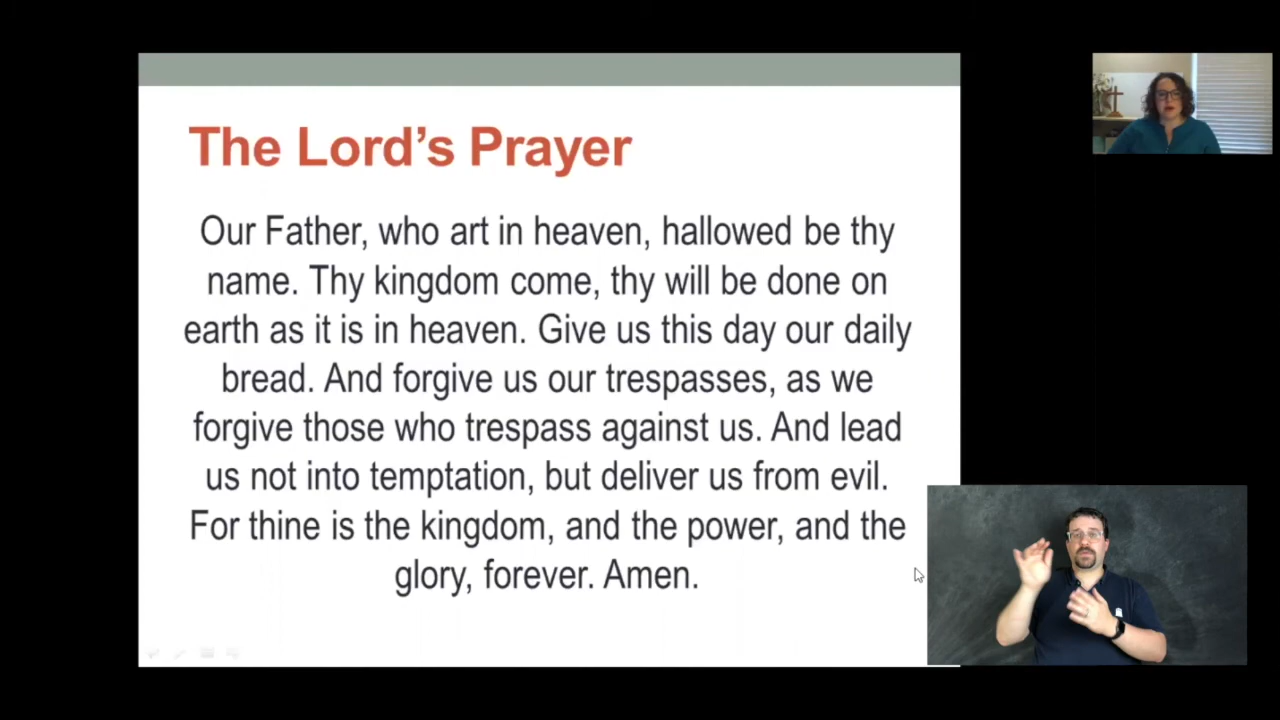 The Lord's Prayer
Our Father, who art in heaven, hallowed be thy
name. Thy kingdom come, thy will be done on
earth as it is in heaven. Give us this day our daily
bread. And forgive us our trespasses, as we
forgive those who trespass against us. And lead
us not into temptation, but deliver us from evil.
For thine is the kingdom, and the power, and the
glory, forever. Amen.